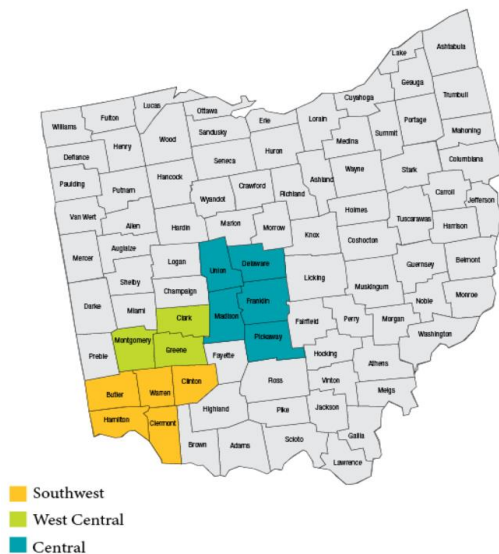 Ashtabula
Lake
Geauga
Cuyahoga
Trumbull
Lucas
Ottawa
Fulton
Williams
Erie
Lorain
Portage
Summit
Medina
Mahoning
Wood
Sandusky
Henry
Defiance
Huron
Seneca
Columbiana
Stark
Wayne
Ashland
Hancock
Paulding
Putnam
Crawford
Richland
Wyandot
Carroll
Jefferson
Van Wert
Allen
Hardin
Marion
Morrow
Holmes
Tuscarawas
Harrison
Knox
Coshocton
Auglaize
Mercer
Logan
Union
Delaware
Belmont
Guernsey
Shelby
Champaign
Licking
Muskingum
Darke
Miami
Clark
Madison
Franklin
Noble
Monroe
Fairfield
Perry
Morgan
Washington
Montgomery
Greene
Preble
Fayette
Pickaway
Hocking
Athens
Butler
Warren
Clinton
Ross
Vinton
Meigs
Hamilton
Clermont
Highland
Pike
Jackson
Brown
Adams
Scioto
Gallia
Lawrence
Southwest
West Central
Central